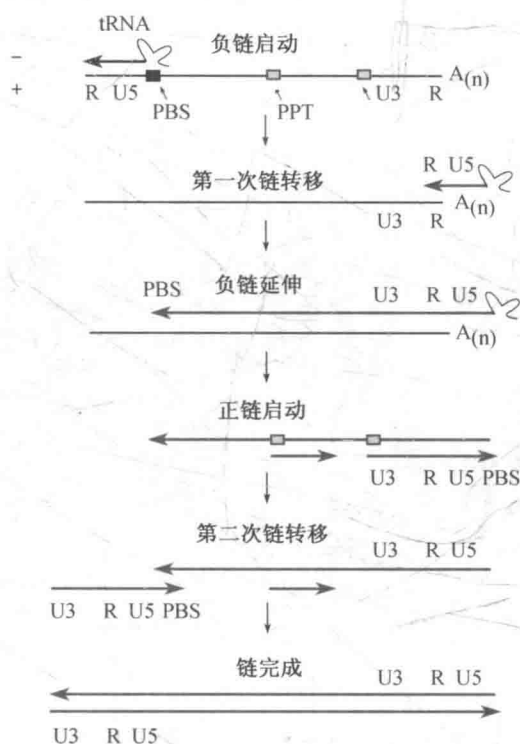 tRNA
负链启动
−
A(n)
+
R U5 U3 R
PBS PPT
第一次链转移
R U5
A(n)
U3 R
负链延伸
PBS U3 R U5
A(n)
正链启动
U3 R U5 PBS
第二次链转移
U3 R U5
U3 R U5 PBS
链完成
U3 R U5
U3 R U5